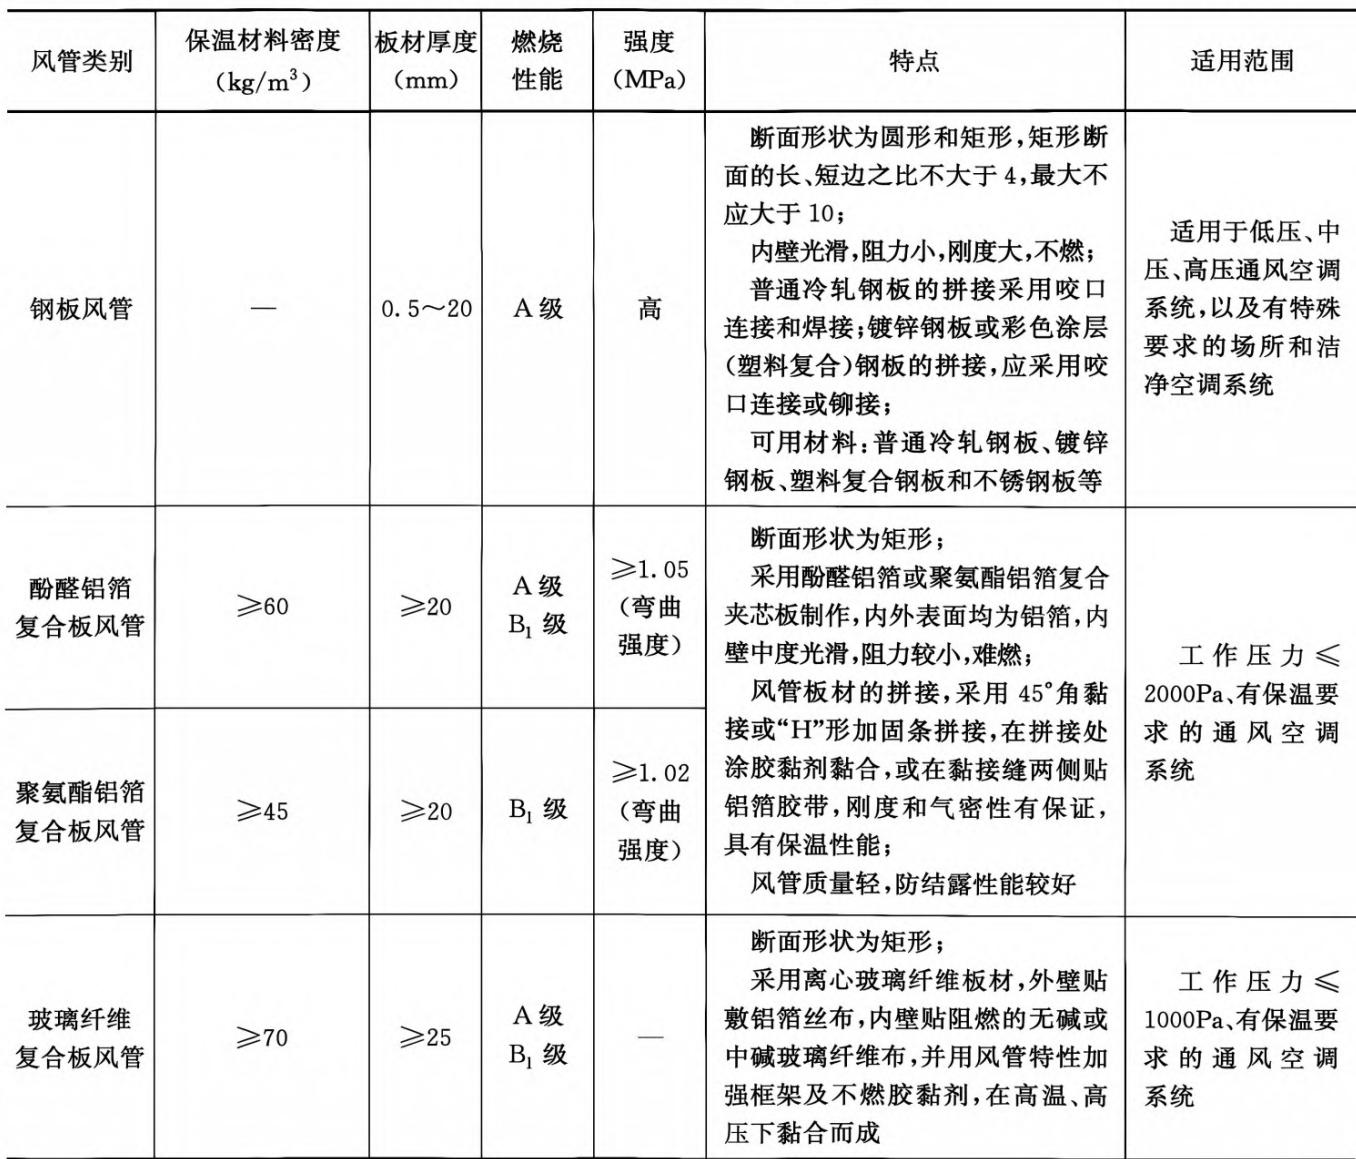 风管类别
保温材料密度
（kg/m³）
板材厚度
（mm）
燃烧
性能
强度
（MPa）
特点
适用范围
钢板风管
—
0.5～20
A 级
高
断面形状为圆形和矩形，矩形断
面的长、短边之比不大于 4，最大不
应大于 10；
内壁光滑，阻力小，刚度大，不燃；
普通冷轧钢板的拼接采用咬口
连接和焊接；镀锌钢板或彩色涂层
（塑料复合）钢板的拼接，应采用咬
口连接或铆接；
可用材料：普通冷轧钢板、镀锌
钢板、塑料复合钢板和不锈钢板等
适用于低压、中
压、高压通风空调
系统，以及有特殊
要求的场所和洁
净空调系统
酚醛铝箔
复合板风管
≥60
≥20
A 级
B₁ 级
≥1.05
（弯曲
强度）
断面形状为矩形；
采用酚醛铝箔或聚氨酯铝箔复合
夹芯板制作，内外表面均为铝箔，内
壁中度光滑，阻力较小，难燃；
风管板材的拼接，采用 45°角黏
接或“H”形加固条拼接，在拼接处
涂胶黏剂黏合，或在黏接缝两侧贴
铝箔胶带，刚度和气密性有保证，
具有保温性能；
风管质量轻，防结露性能较好
工作压力≤
2000Pa、有保温要
求的通风空调
系统
聚氨酯铝箔
复合板风管
≥45
≥20
B₁ 级
≥1.02
（弯曲
强度）
玻璃纤维
复合板风管
≥70
≥25
A 级
B₁ 级
—
断面形状为矩形；
采用离心玻璃纤维板材，外壁贴
敷铝箔丝布，内壁贴阻燃的无碱或
中碱玻璃纤维布，并用风管特性加
强框架及不燃胶黏剂，在高温、高
压下黏合而成
工作压力≤
1000Pa、有保温要
求的通风空调
系统